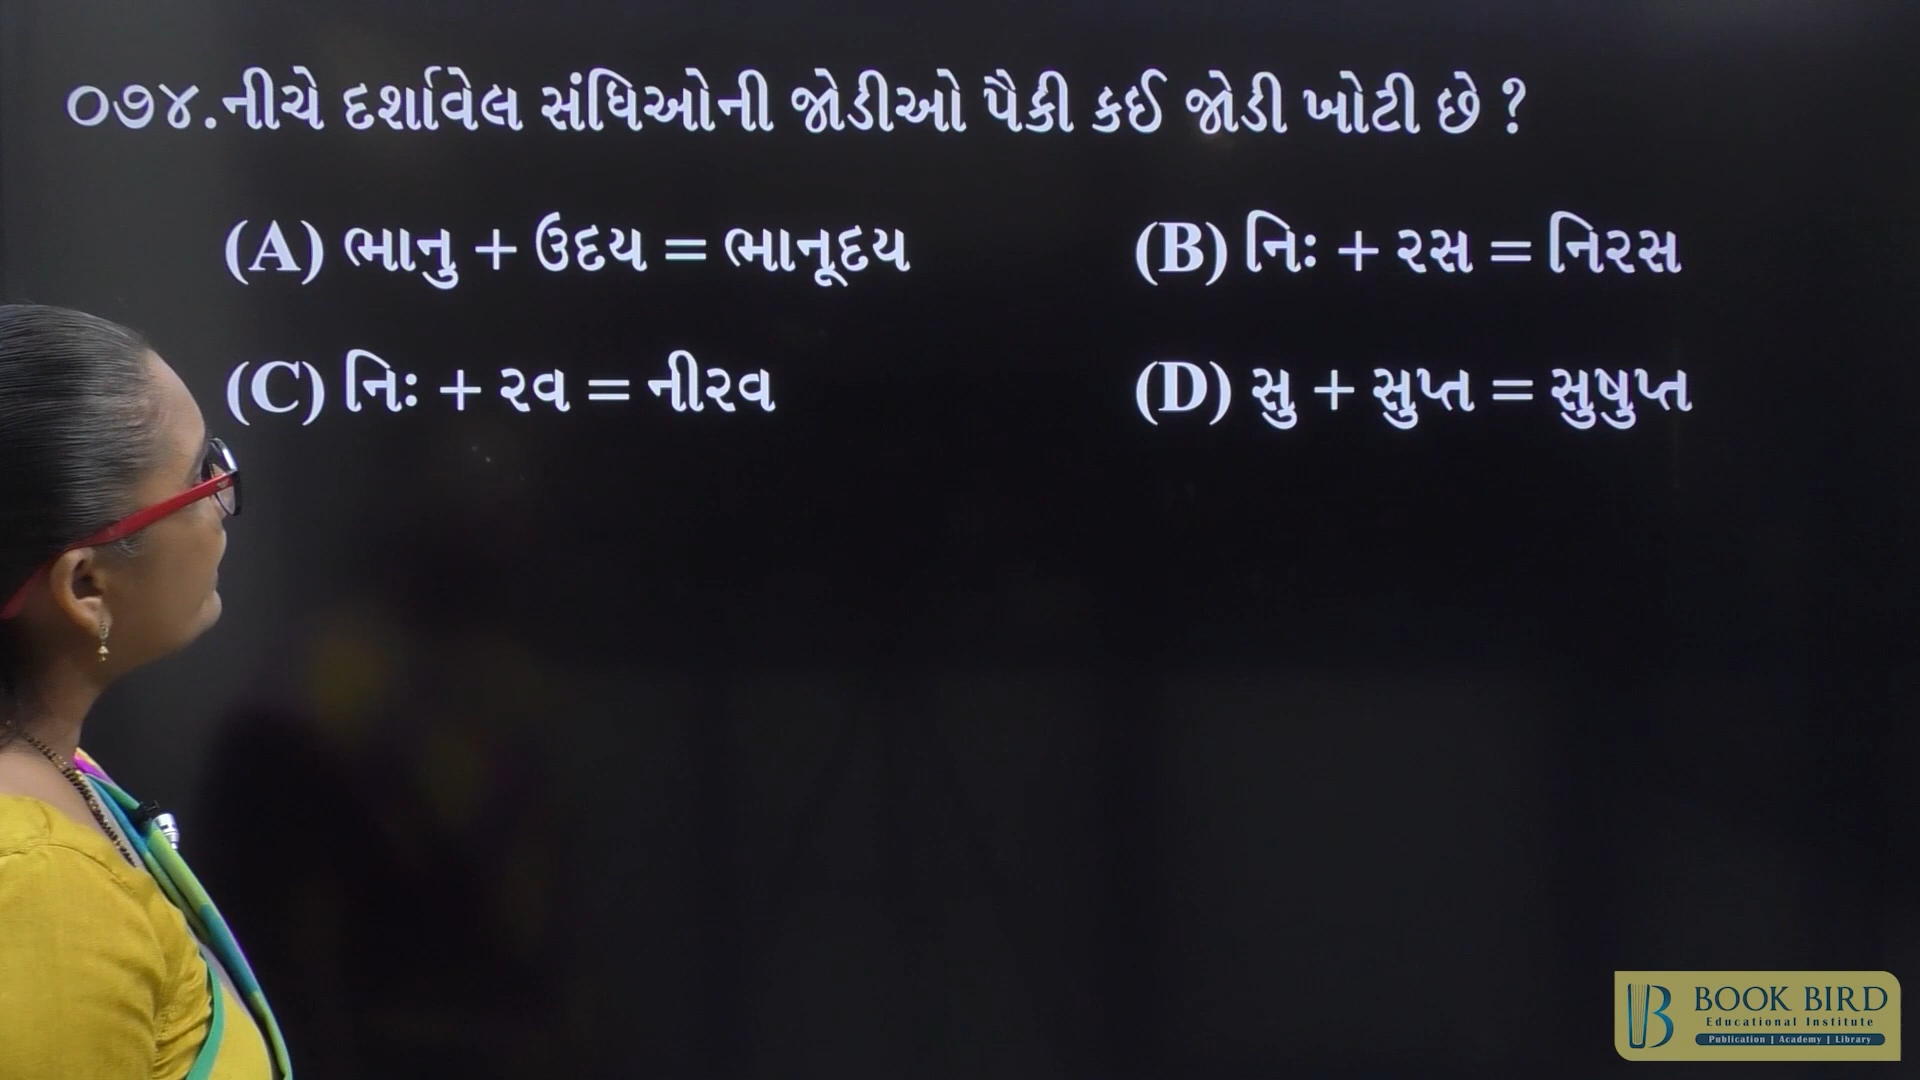 ૦૭૪.નીચે દર્શાવેલ સંધિઓની જોડીઓ પૈકી કઈ જોડી ખોટી છે ?
(A) ભાનુ + ઉદય = ભાનૂદય (B) નિઃ + રસ = નિરસ
(C) નિઃ + રવ = નીરવ (D) સુ + સુપ્ત = સુષુપ્ત
BOOK BIRD
Educational Institute
Publication | Academy | Library